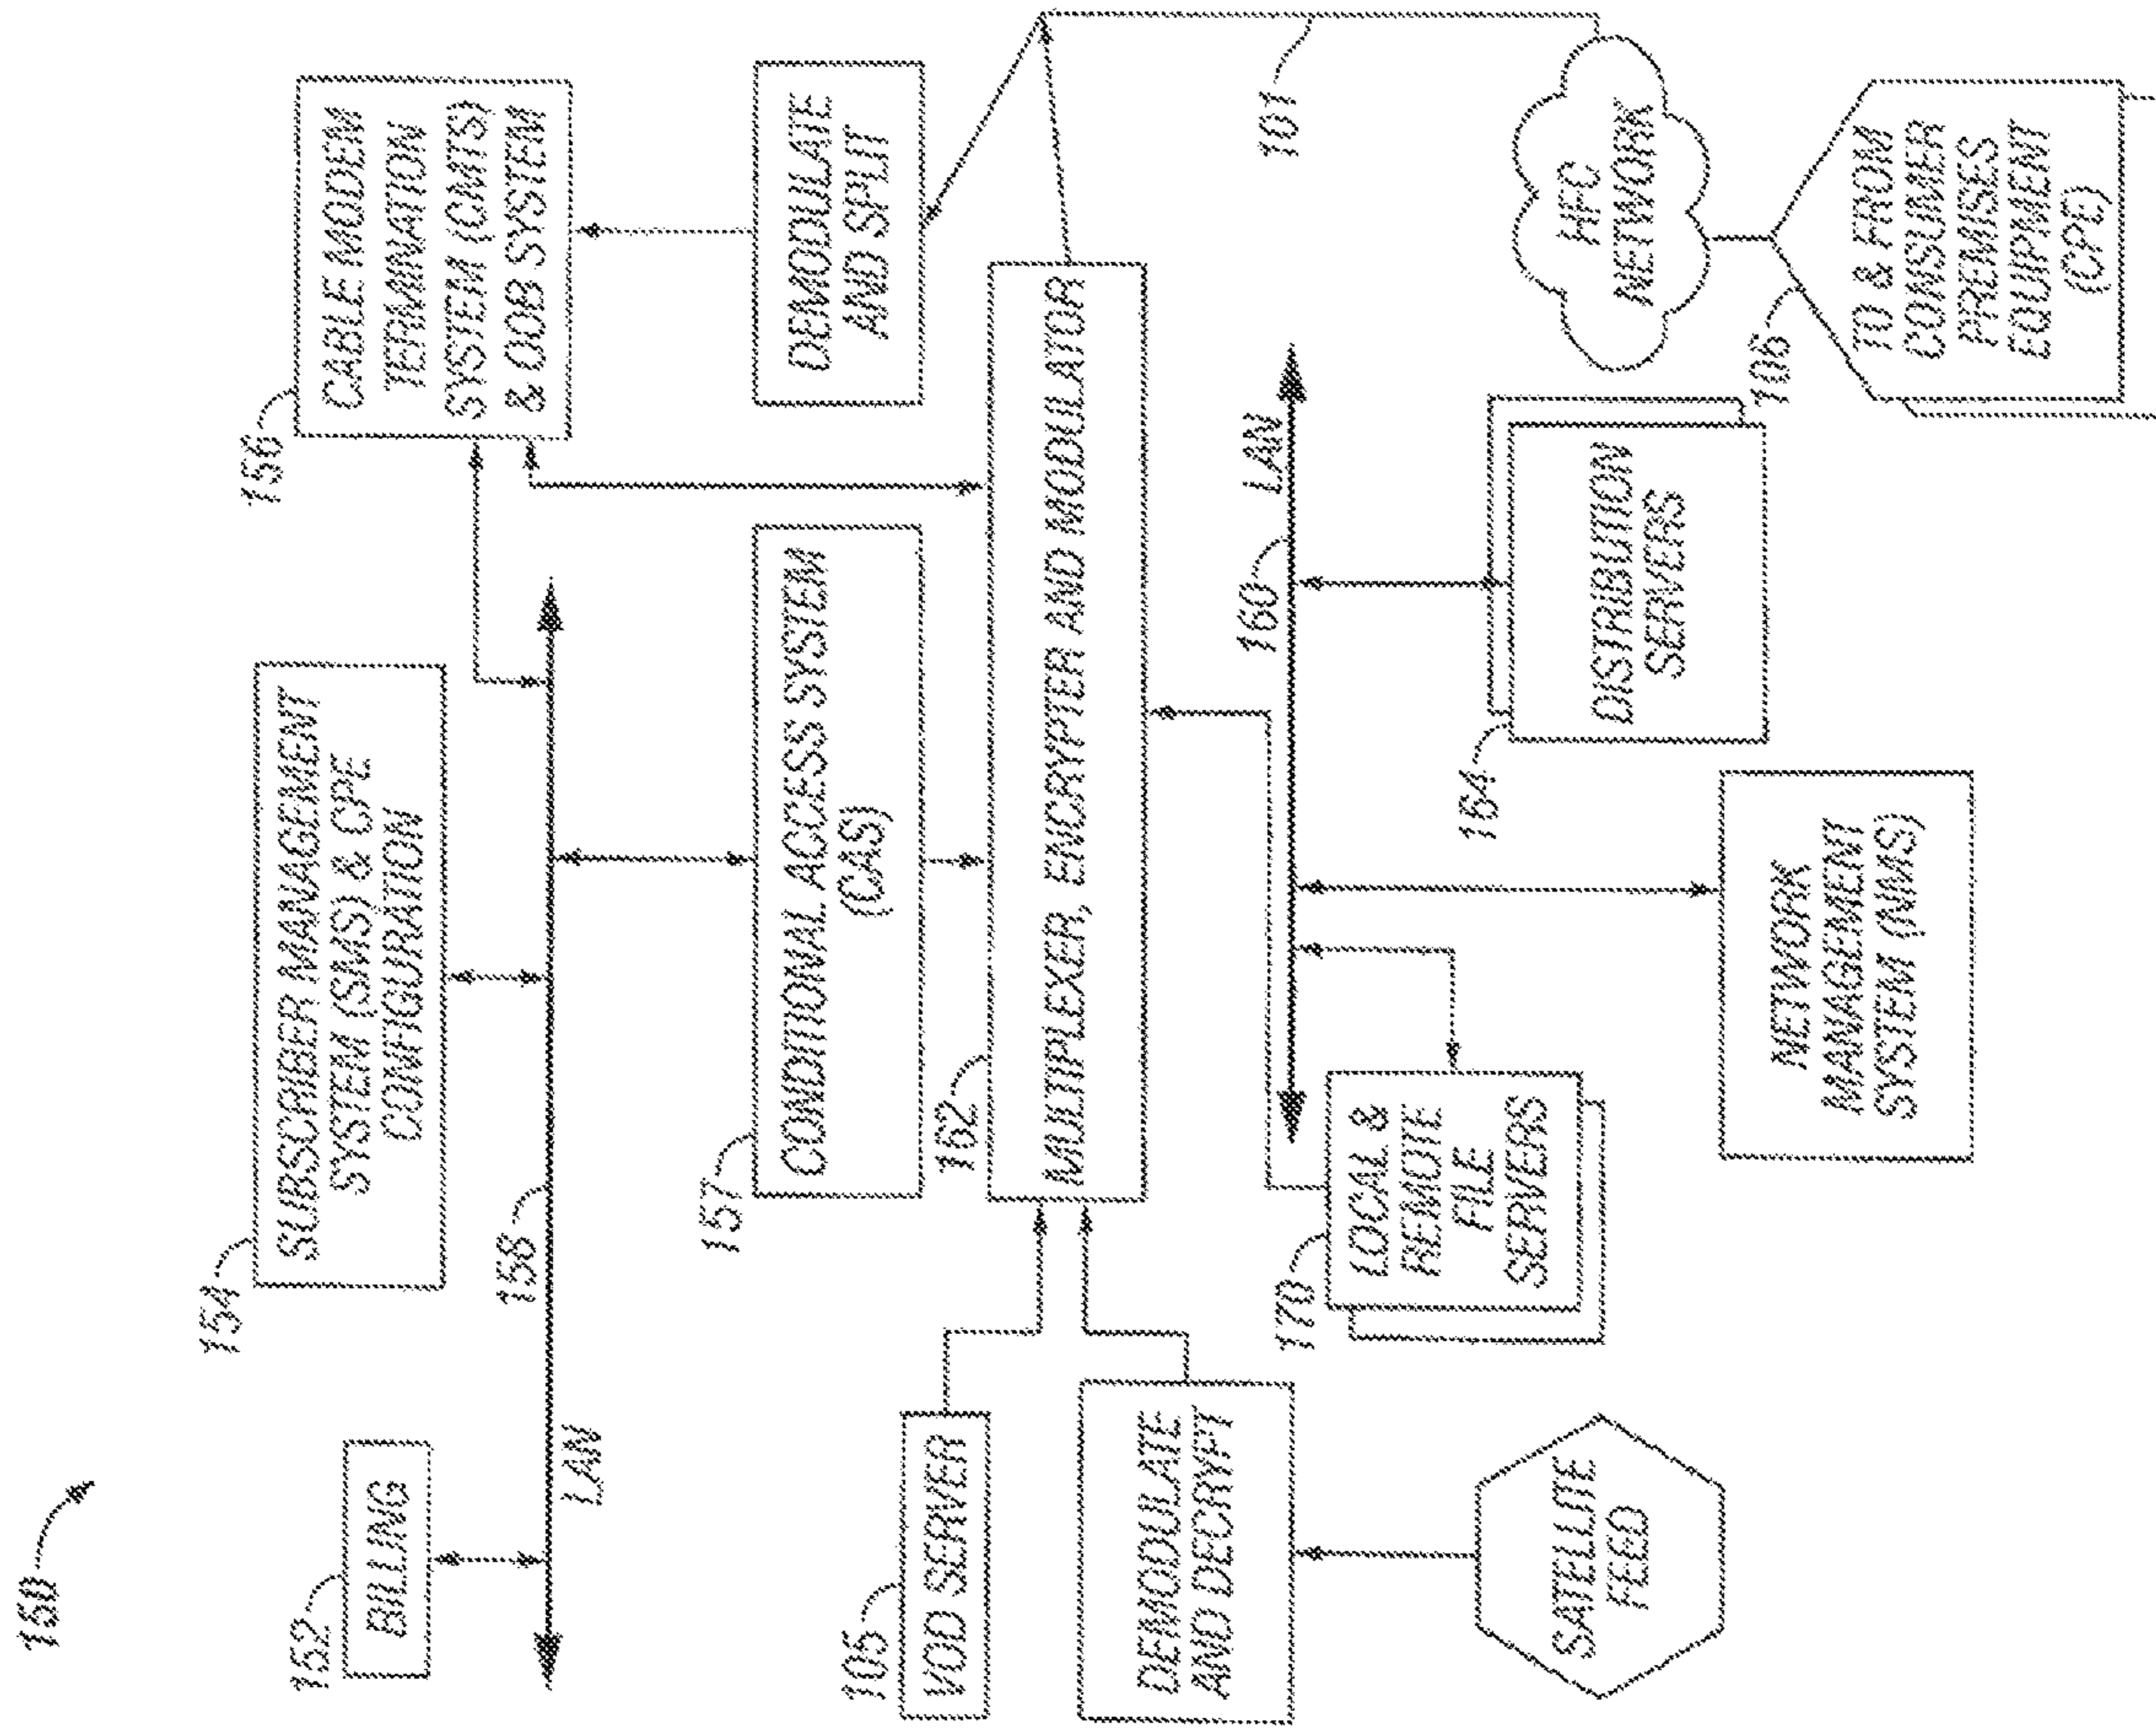 150
152
BILLING
154
SUBSCRIBER MANAGEMENT
SYSTEM (SMS) & CPE
CONFIGURATION
156
CABLE MODEM
TERMINATION
SYSTEM (CMTS)
& OOB SYSTEM
158
LAN
157
CONDITIONAL ACCESS SYSTEM
(CAS)
DEMODULATE
AND SPLIT
105
VOD SERVER
162
MULTIPLEXER, ENCRYPTER AND MODULATOR
DEMODULATE
AND DECRYPT
160
LAN
101
170
LOCAL &
REMOTE
FILE
SERVERS
164
DISTRIBUTION
SERVERS
HFC
NETWORK
SATELLITE
FEED
NETWORK
MANAGEMENT
SYSTEM (NMS)
106
TO & FROM
CONSUMER
PREMISES
EQUIPMENT
(CPE)